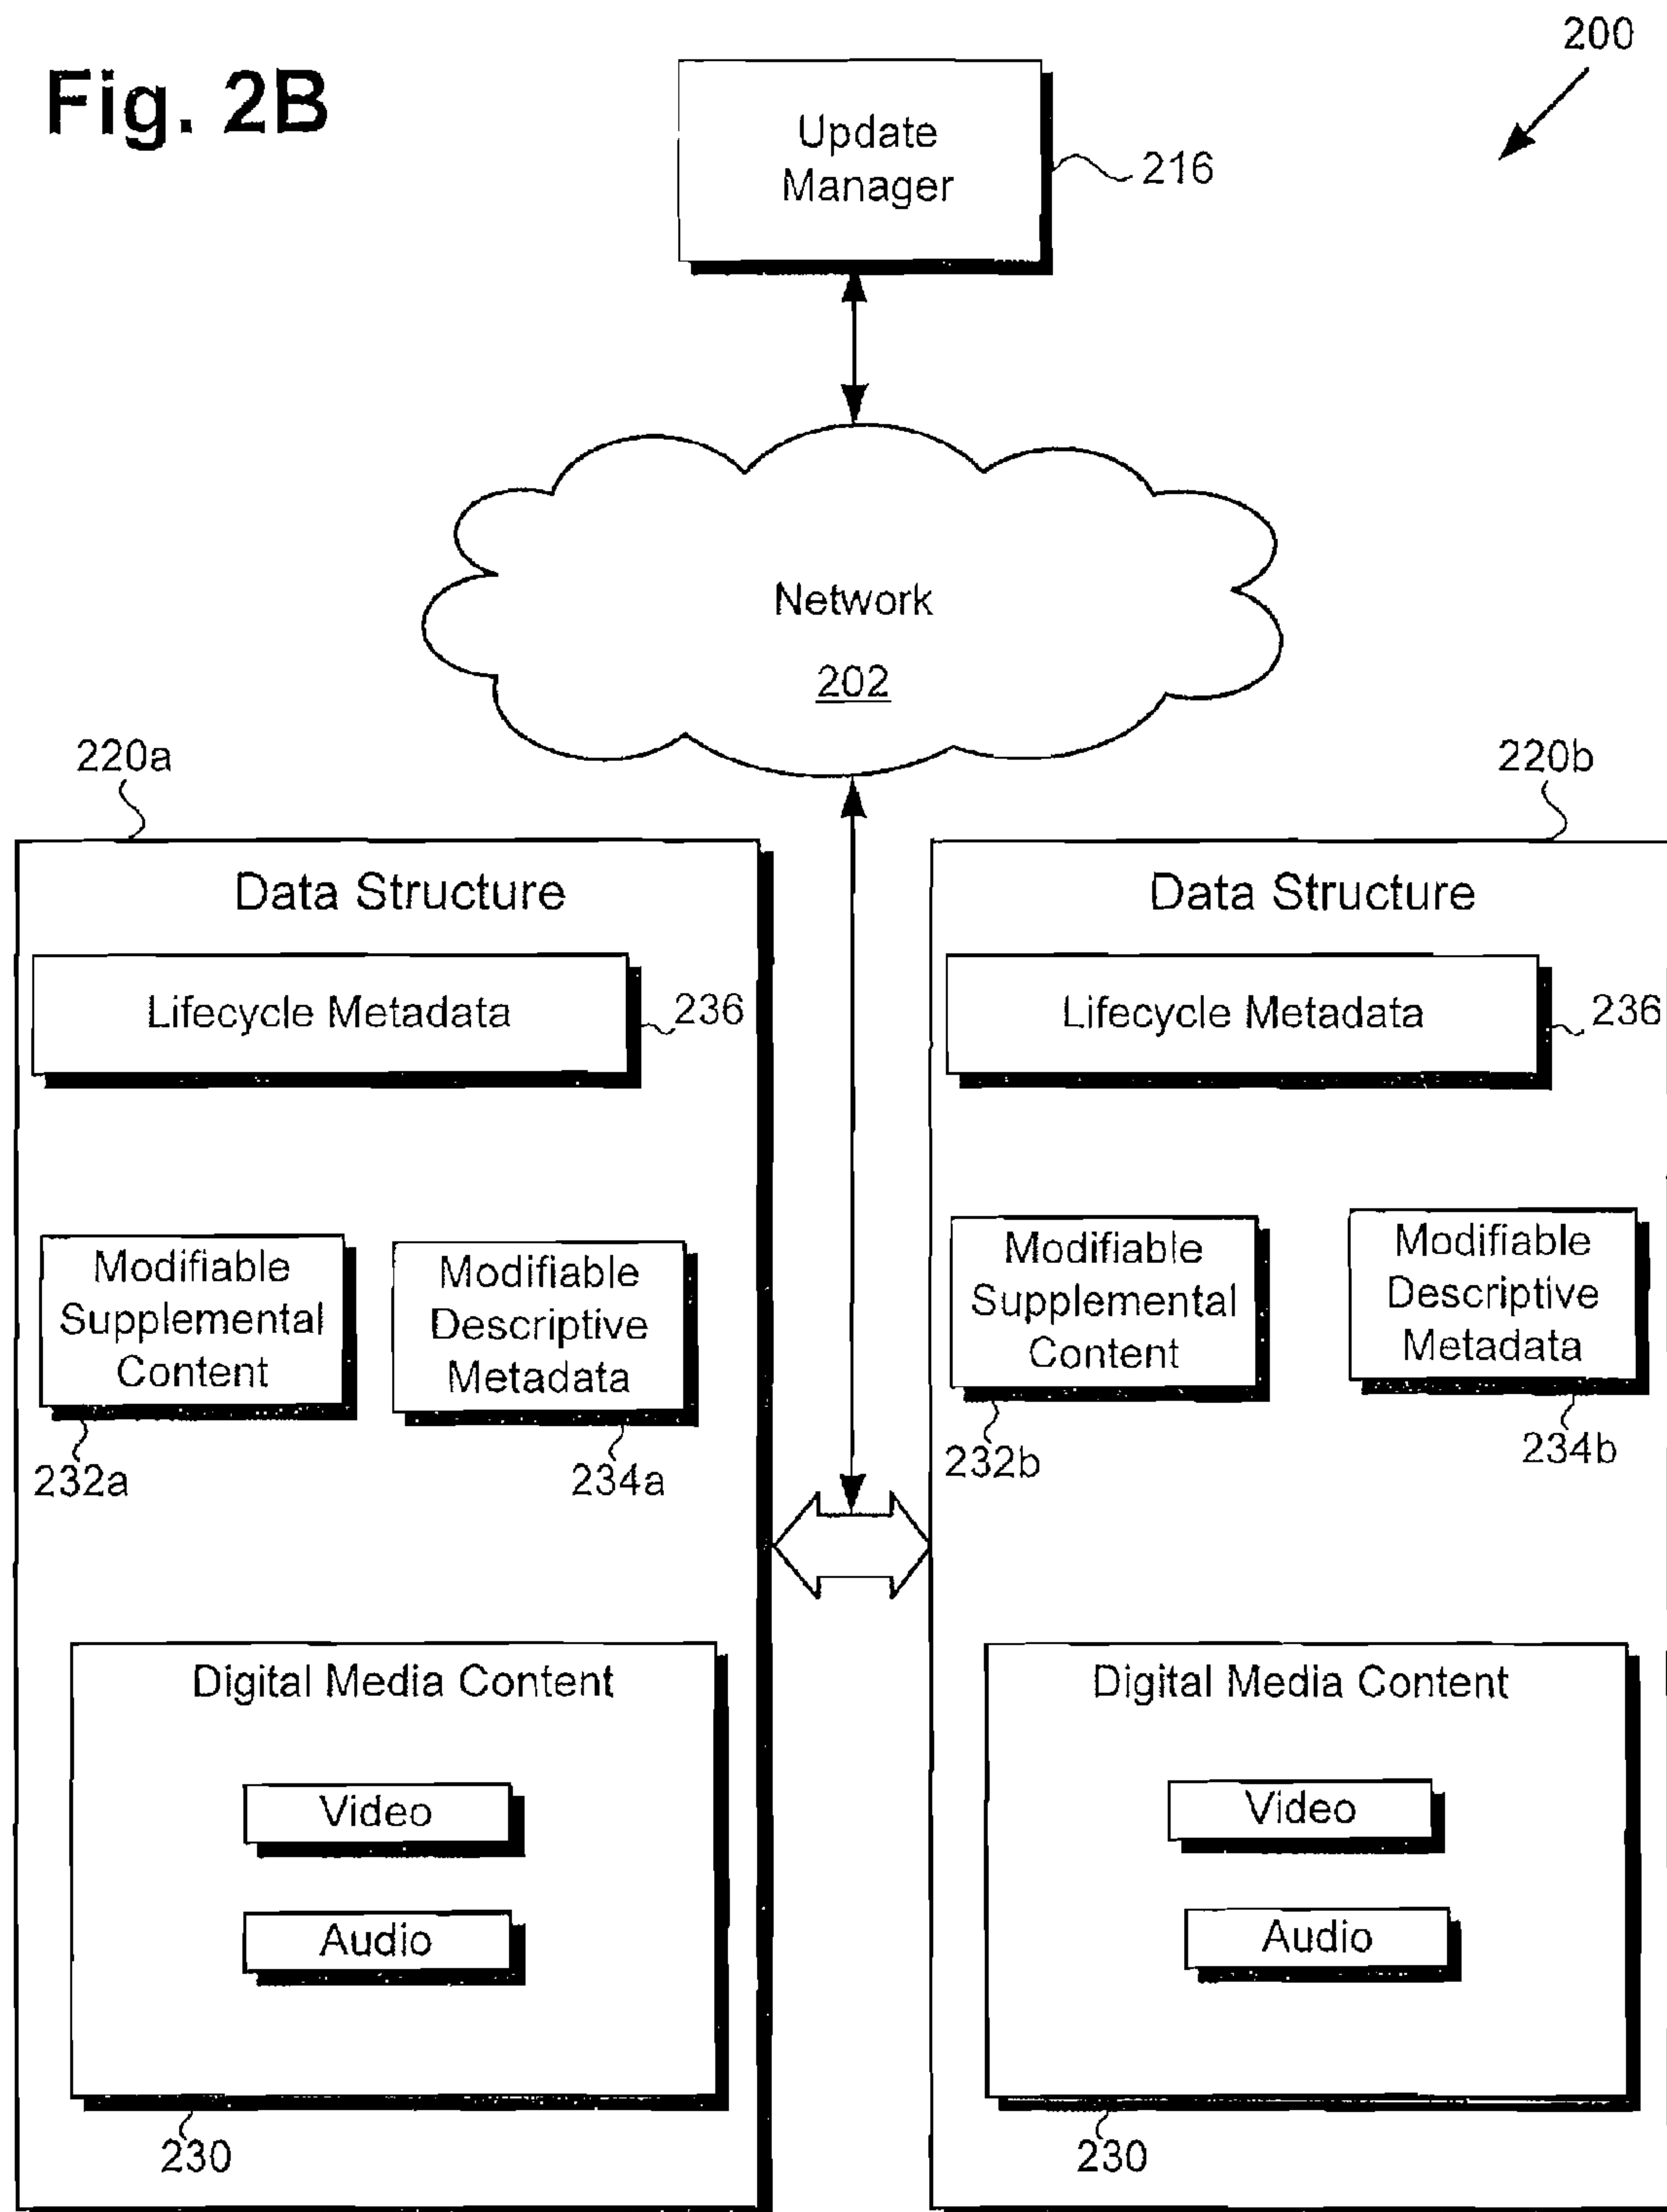 Fig. 2B
200
Update
Manager
216
Network
202
220a
220b
Data Structure
Lifecycle Metadata
236
Modifiable
Supplemental
Content
232a
Modifiable
Descriptive
Metadata
234a
Digital Media Content
Video
Audio
230
Data Structure
Lifecycle Metadata
236
Modifiable
Supplemental
Content
232b
Modifiable
Descriptive
Metadata
234b
Digital Media Content
Video
Audio
230